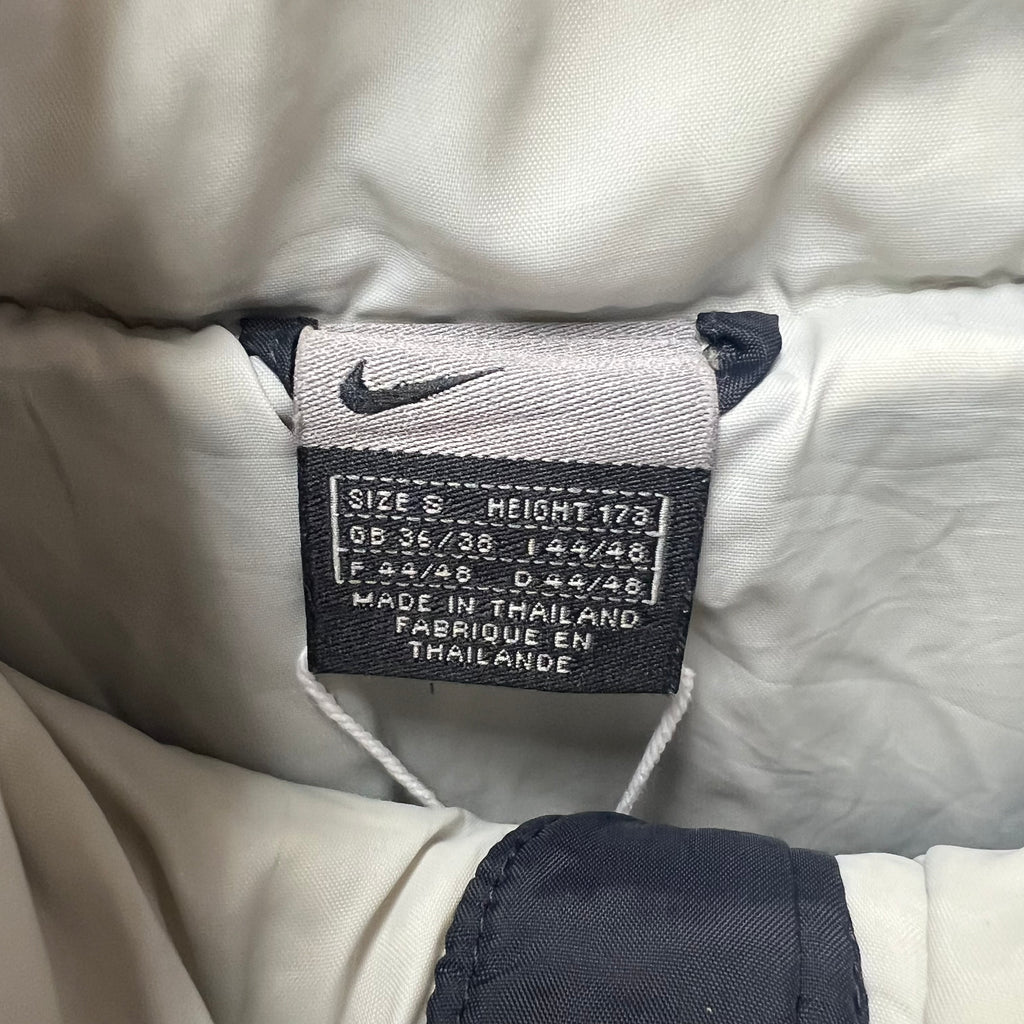 SIZE S HEIGHT 173
GB 36/38 I 44/48
F 44/48 D 44/48
MADE IN THAILAND
FABRIQUE EN
THAILANDE